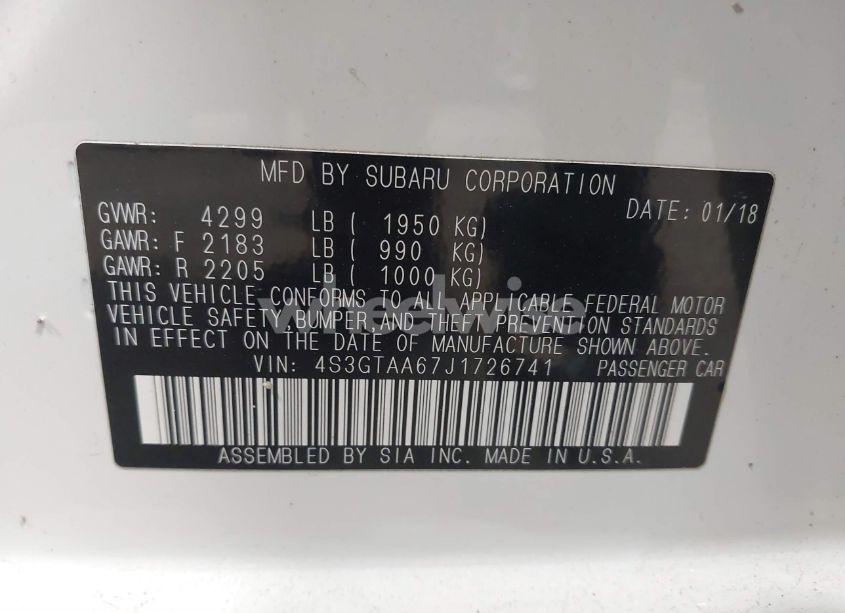 MFD BY SUBARU CORPORATION
GVWR: 4299 LB ( 1950 KG) DATE: 01/18
GAWR: F 2183 LB ( 990 KG)
GAWR: R 2205 LB ( 1000 KG)
THIS VEHICLE CONFORMS TO ALL APPLICABLE FEDERAL MOTOR
VEHICLE SAFETY,BUMPER,AND THEFT PREVENTION STANDARDS
IN EFFECT ON THE DATE OF MANUFACTURE SHOWN ABOVE.
wheelwise
VIN: 4S3GTAA67J1726741 PASSENGER CAR
ASSEMBLED BY SIA INC. MADE IN U.S.A.